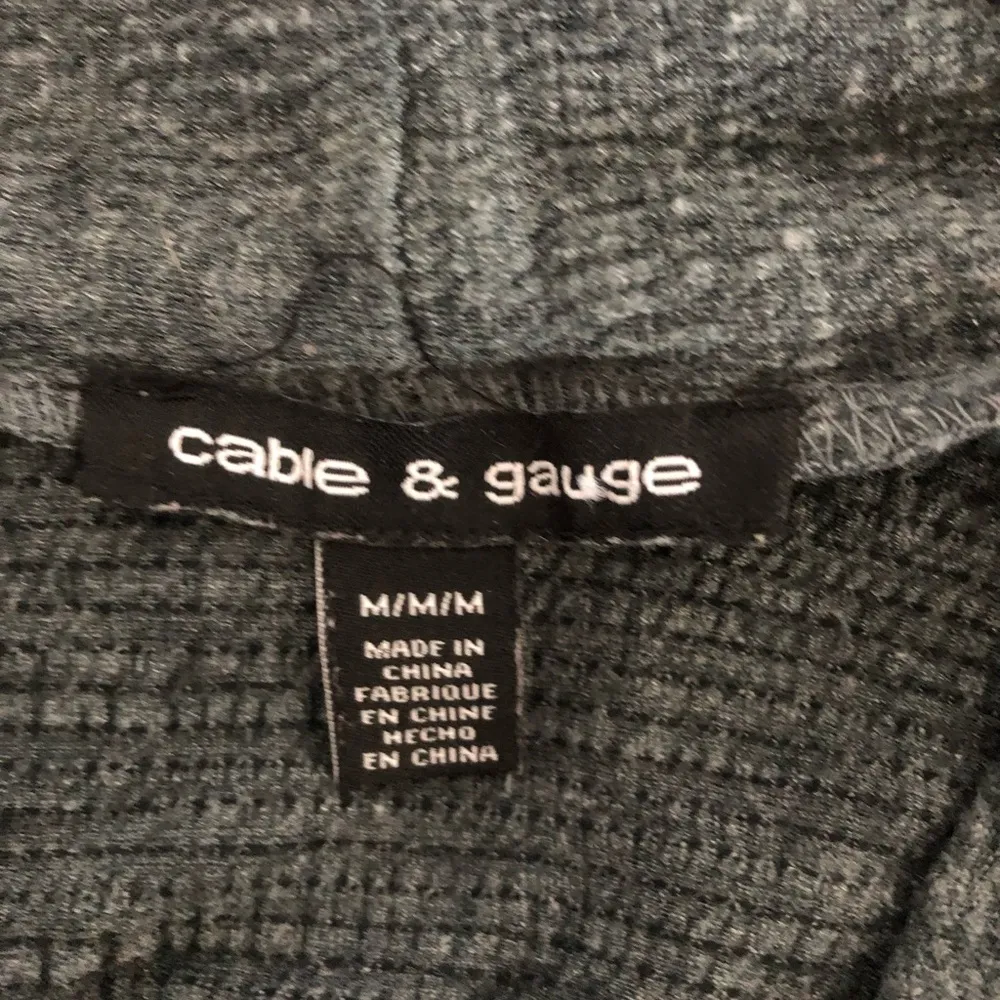 cable & gauge
M/M/M
MADE IN
CHINA
FABRIQUE
EN CHINE
HECHO
EN CHINA